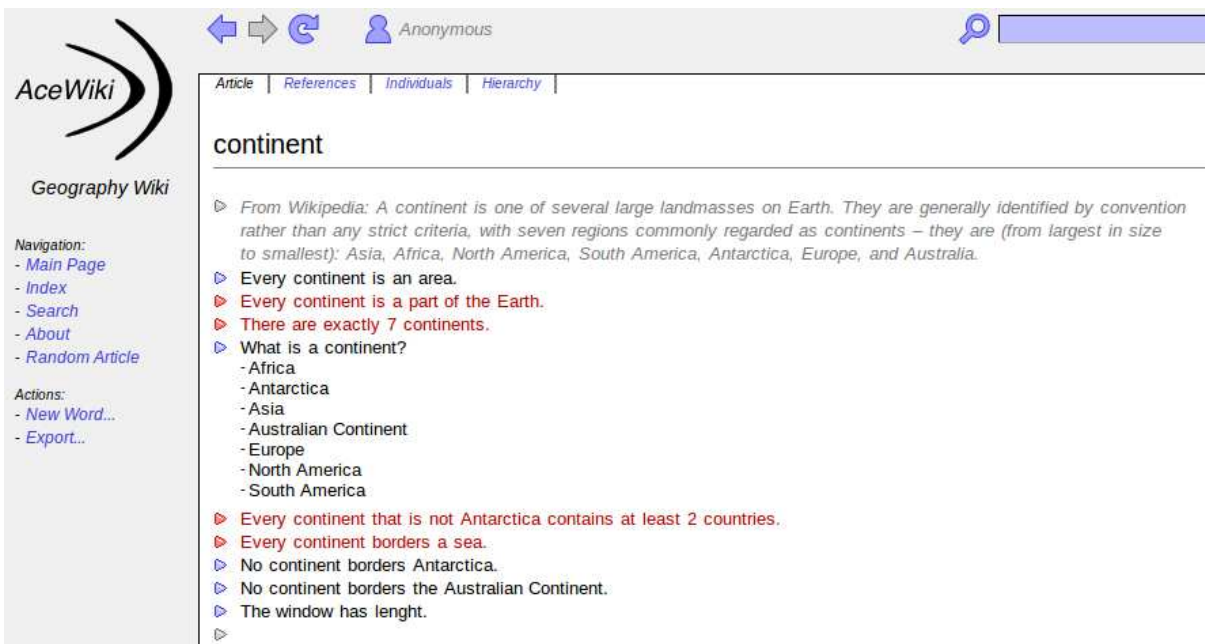 Anonymous
AceWiki
Geography Wiki
Navigation:
- Main Page
- Index
- Search
- About
- Random Article
Actions:
- New Word...
- Export...
Article | References | Individuals | Hierarchy |
continent
From Wikipedia: A continent is one of several large landmasses on Earth. They are generally identified by convention
rather than any strict criteria, with seven regions commonly regarded as continents – they are (from largest in size
to smallest): Asia, Africa, North America, South America, Antarctica, Europe, and Australia.
Every continent is an area.
Every continent is a part of the Earth.
There are exactly 7 continents.
What is a continent?
- Africa
- Antarctica
- Asia
- Australian Continent
- Europe
- North America
- South America
Every continent that is not Antarctica contains at least 2 countries.
Every continent borders a sea.
No continent borders Antarctica.
No continent borders the Australian Continent.
The window has lenght.